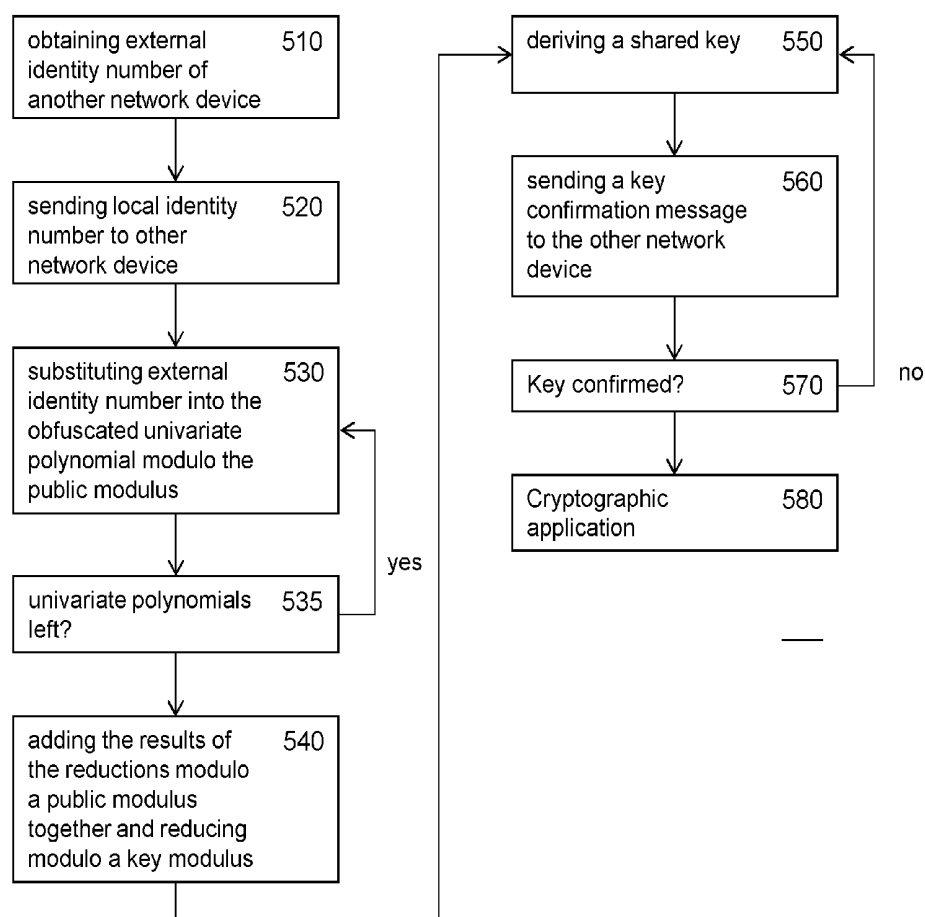 obtaining external 510
identity number of
another network device
sending local identity 520
number to other
network device
substituting external 530
identity number into the
obfuscated univariate
polynomial modulo the
public modulus
yes
univariate polynomials 535
left?
adding the results of 540
the reductions modulo
a public modulus
together and reducing
modulo a key modulus
deriving a shared key 550
sending a key 560
confirmation message
to the other network
device
Key confirmed? 570
no
Cryptographic 580
application